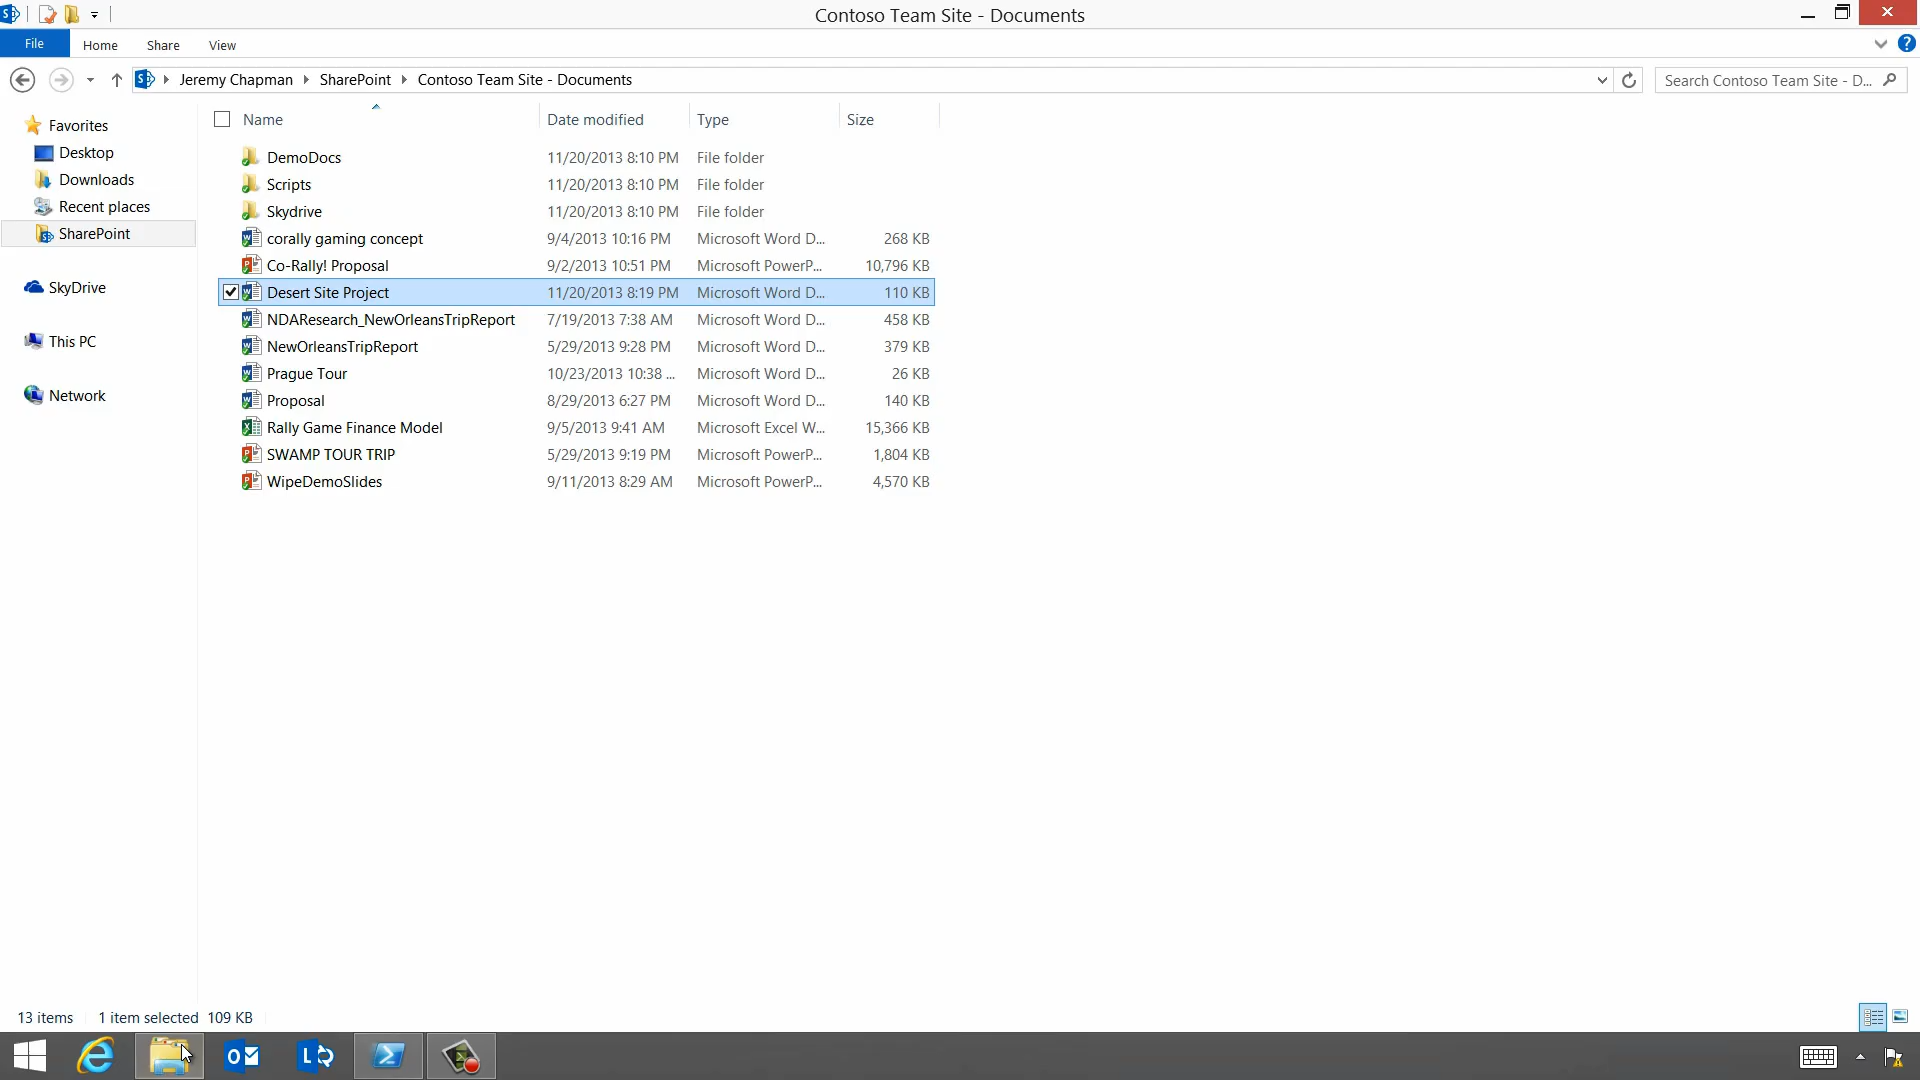 Contoso Team Site - Documents
File Home Share View
Jeremy Chapman SharePoint Contoso Team Site - Documents Search Contoso Team Site - D...
Favorites
Desktop
Downloads
Recent places
SharePoint
SkyDrive
This PC
Network
Name Date modified Type Size
DemoDocs 11/20/2013 8:10 PM File folder
Scripts 11/20/2013 8:10 PM File folder
Skydrive 11/20/2013 8:10 PM File folder
corally gaming concept 9/4/2013 10:16 PM Microsoft Word D... 268 KB
Co-Rally! Proposal 9/2/2013 10:51 PM Microsoft PowerP... 10,796 KB
Desert Site Project 11/20/2013 8:19 PM Microsoft Word D... 110 KB
NDAResearch_NewOrleansTripReport 7/19/2013 7:38 AM Microsoft Word D... 458 KB
NewOrleansTripReport 5/29/2013 9:28 PM Microsoft Word D... 379 KB
Prague Tour 10/23/2013 10:38 ... Microsoft Word D... 26 KB
Proposal 8/29/2013 6:27 PM Microsoft Word D... 140 KB
Rally Game Finance Model 9/5/2013 9:41 AM Microsoft Excel W... 15,366 KB
SWAMP TOUR TRIP 5/29/2013 9:19 PM Microsoft PowerP... 1,804 KB
WipeDemoSlides 9/11/2013 8:29 AM Microsoft PowerP... 4,570 KB
13 items 1 item selected 109 KB